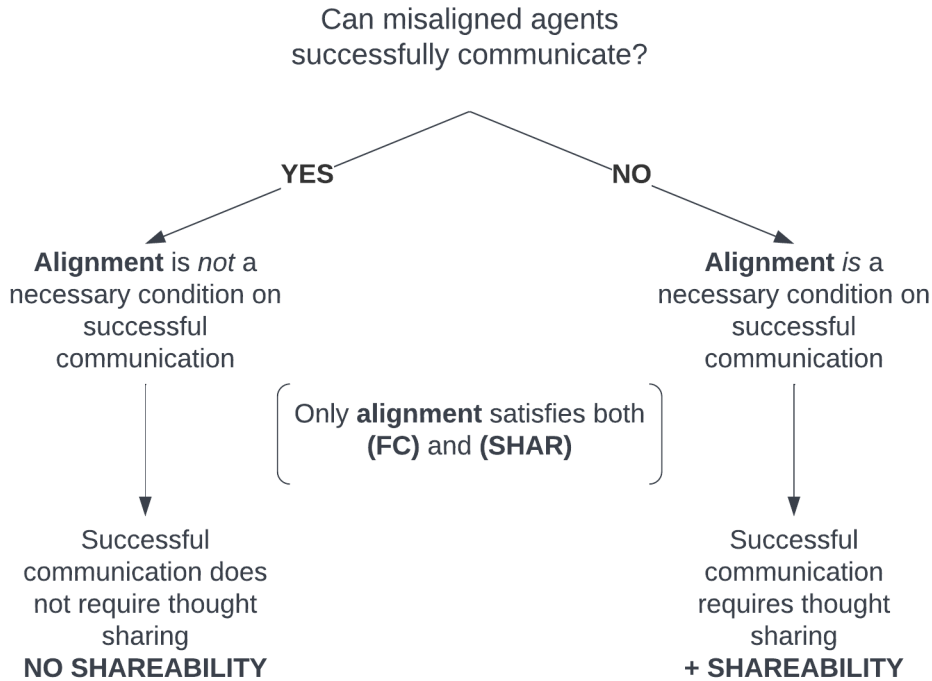 Can misaligned agents
successfully communicate?
YES
NO
Alignment is not a
necessary condition on
successful
communication
Alignment is a
necessary condition on
successful
communication
Only alignment satisfies both
(FC) and (SHAR)
Successful
communication does
not require thought
sharing
NO SHAREABILITY
Successful
communication
requires thought
sharing
+ SHAREABILITY